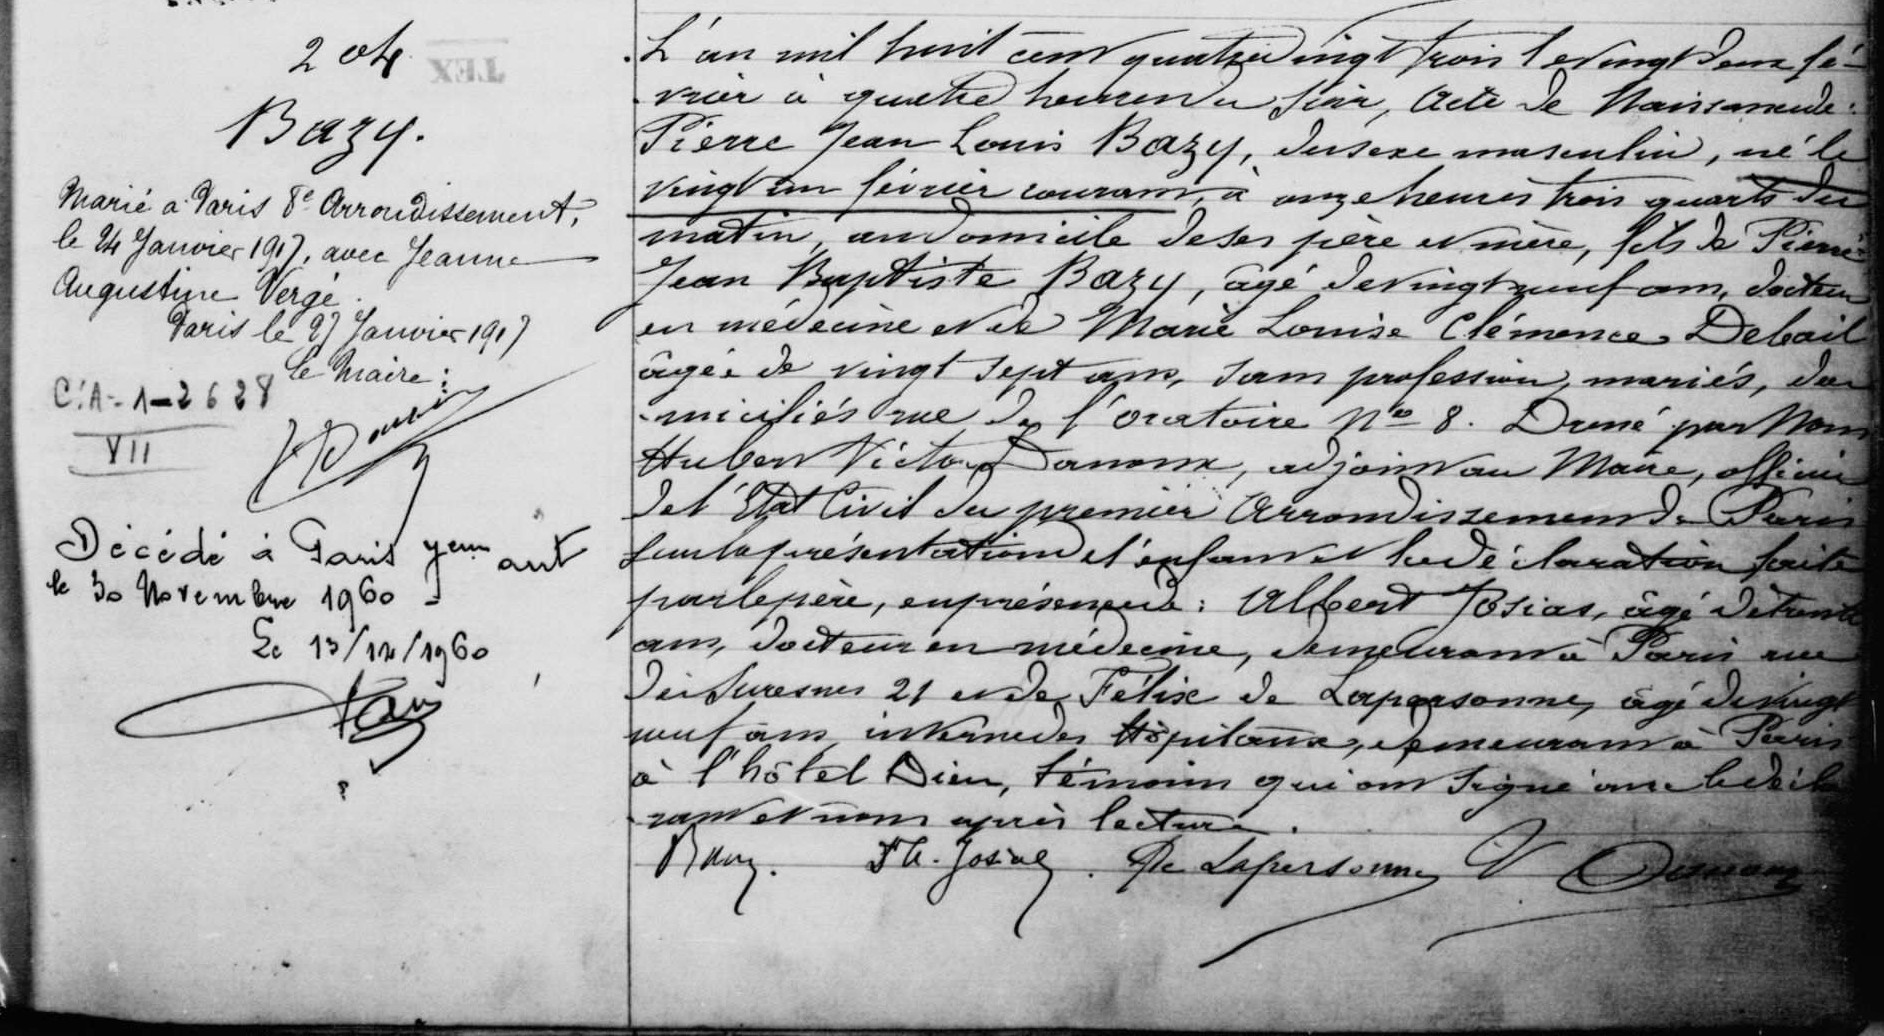 204
Bazy.
Marié à Paris 8e Arrondissement,
le 24 Janvier 1917, avec Jeanne
Augustine Vergé.
Paris le 27 Janvier 1917
Le Maire :
C.A - 1 - 2628
VII
Décédé à Paris 7em art
le 30 Novembre 1960 -
Le 13/12/1960
L'an mil huit cent quatre vingt trois le vingt deux fé-
vrier à quatre heures du soir, Acte de Naissance de :
Pierre Jean Louis Bazy, du sexe masculin, né le
vingt un février courant, à onze heures trois quarts du
matin, au domicile de ses père et mère, fils de Pierre
Jean Baptiste Bazy, âgé de vingt neuf ans, docteur
en médecine et de Marie Louise Clémence Debail
âgée de vingt sept ans, sans profession, mariés, do
miciliés rue de l'oratoire No 8. Dressé par Nous
Hubert Victor Danoux, adjoint au Maire, officier
de l'Etat Civil du premier Arrondissement de Paris
sur la présentation de l'enfant et la déclaration faite
par le père, en présence de : Albert Josias, âgé de trente
ans, docteur en médecine, demeurant à Paris rue
de Suresnes 21 et de Félix de Lapersonne, âgé de vingt
neuf ans, interne des Hôpitaux, demeurant à Paris
à l'hôtel Dieu, témoins qui ont signé avec le décla
rant et nous après lecture.
Bazy. Josias. De Lapersonne V